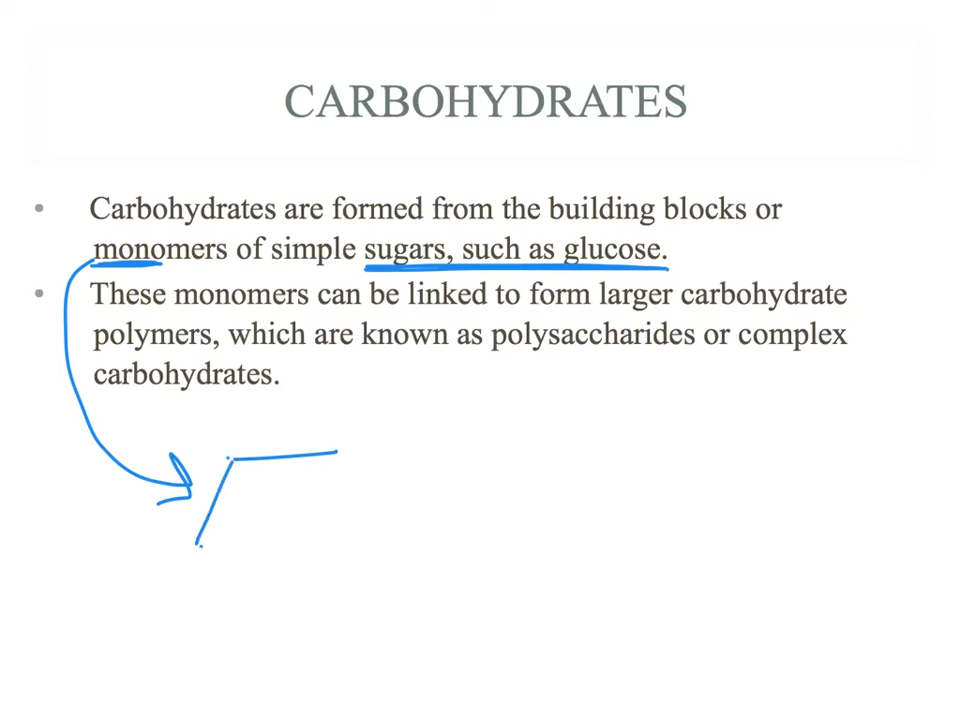 CARBOHYDRATES
• Carbohydrates are formed from the building blocks or
monomers of simple sugars, such as glucose.
• These monomers can be linked to form larger carbohydrate
polymers, which are known as polysaccharides or complex
carbohydrates.